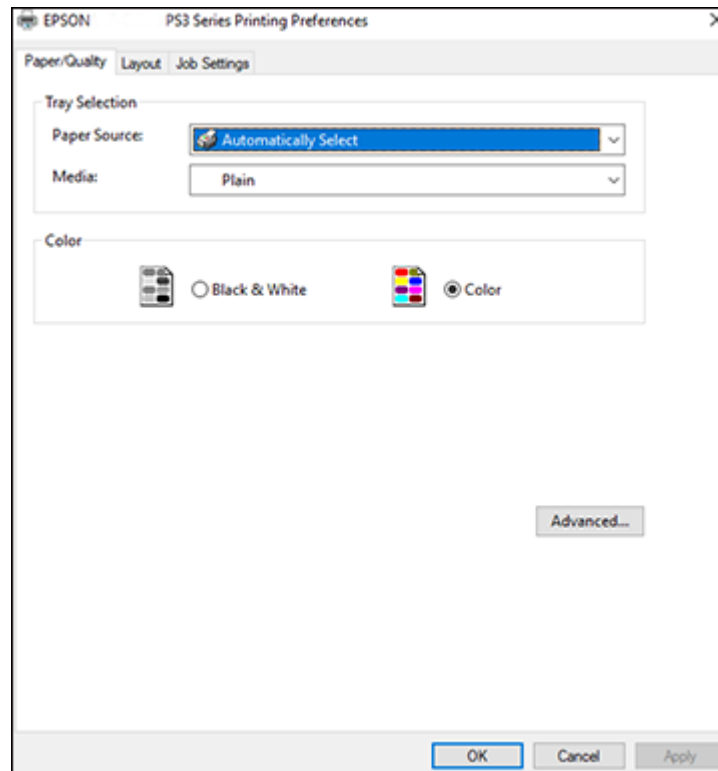 EPSON PS3 Series Printing Preferences
Paper/Quality Layout Job Settings
Tray Selection
Paper Source: Automatically Select
Media: Plain
Color
Black & White Color
Advanced...
OK Cancel Apply